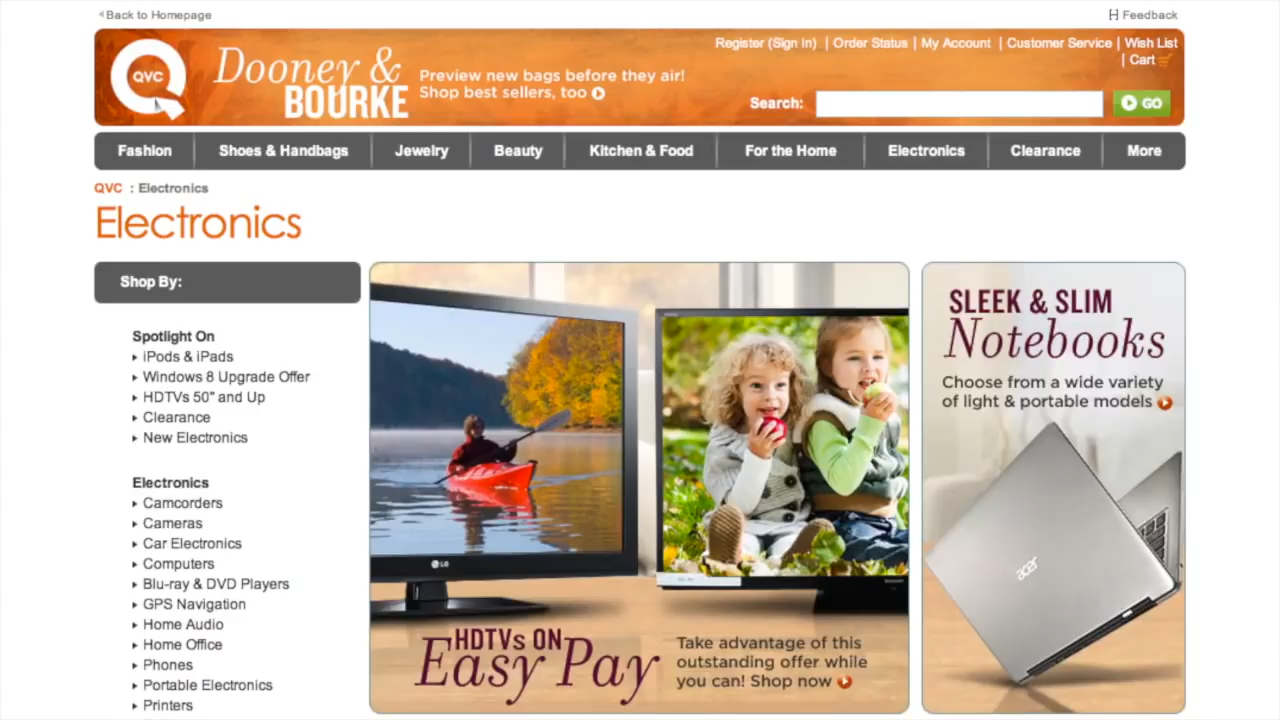 Back to Homepage
Feedback
QVC
Dooney &
BOURKE
Preview new bags before they air!
Shop best sellers, too
Register (Sign In) | Order Status | My Account | Customer Service | Wish List
| Cart
Search:
GO
Fashion
Shoes & Handbags
Jewelry
Beauty
Kitchen & Food
For the Home
Electronics
Clearance
More
QVC : Electronics
Electronics
Shop By:
Spotlight On
iPods & iPads
Windows 8 Upgrade Offer
HDTVs 50" and Up
Clearance
New Electronics
Electronics
Camcorders
Cameras
Car Electronics
Computers
Blu-ray & DVD Players
GPS Navigation
Home Audio
Home Office
Phones
Portable Electronics
Printers
LG
HDTVs ON
Easy Pay
Take advantage of this
outstanding offer while
you can! Shop now
SLEEK & SLIM
Notebooks
Choose from a wide variety
of light & portable models
acer